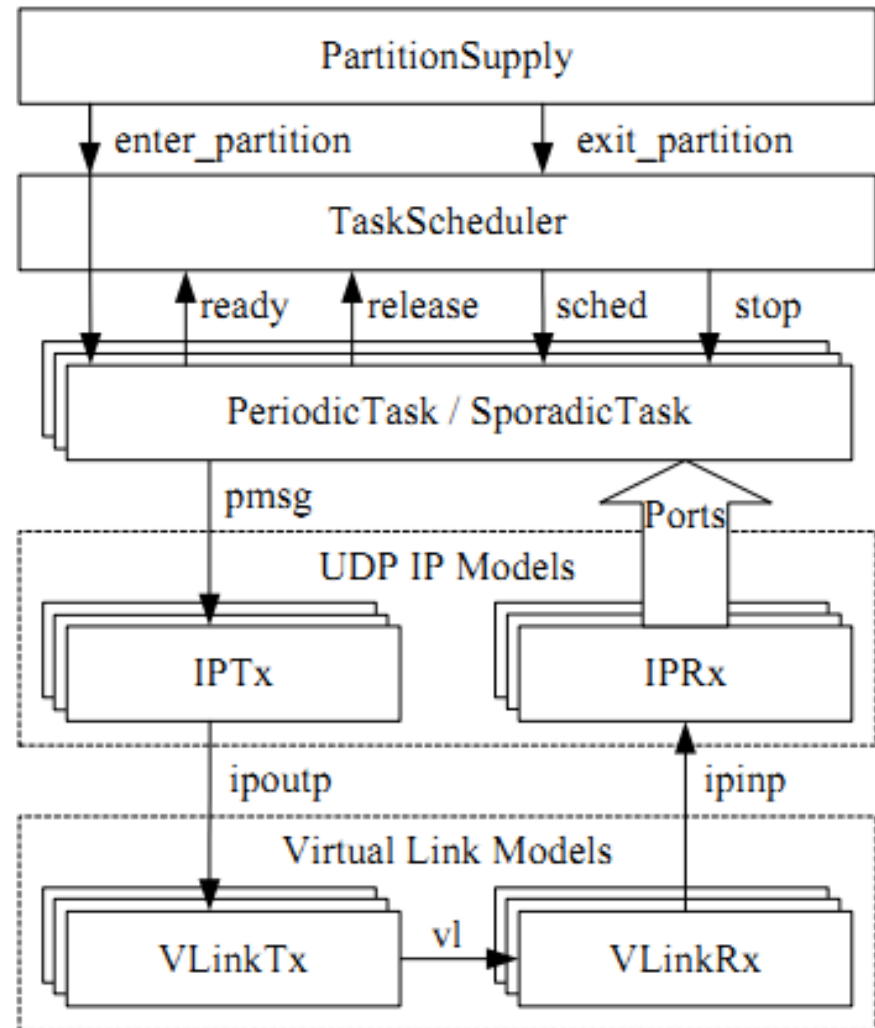 PartitionSupply
enter_partition exit_partition
TaskScheduler
ready release sched stop
PeriodicTask / SporadicTask
pmsg Ports
UDP IP Models
IPTx IPRx
ipoutp ipinp
Virtual Link Models
VLinkTx vl VLinkRx